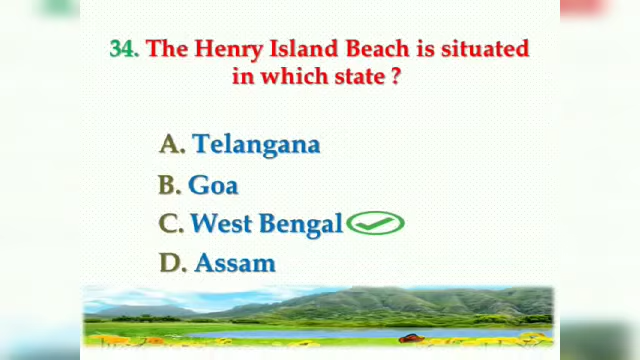 34. The Henry Island Beach is situated
in which state ?
A. Telangana
B. Goa
C. West Bengal
D. Assam